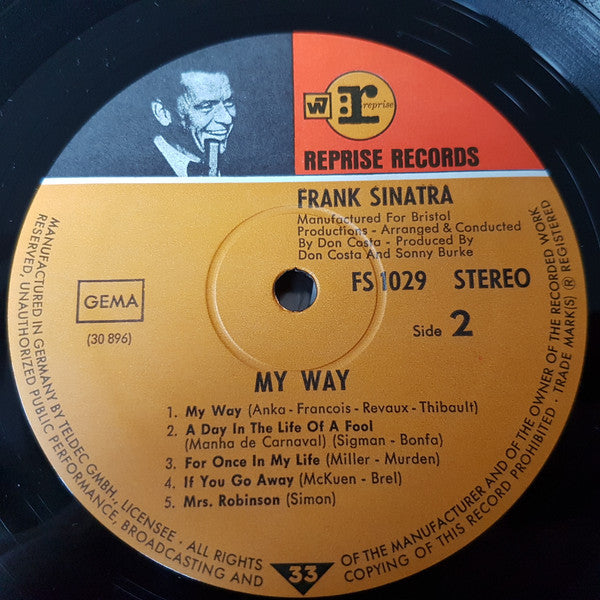 W7 r reprise
REPRISE RECORDS
FRANK SINATRA
Manufactured For Bristol
Productions - Arranged & Conducted
By Don Costa - Produced By
Don Costa And Sonny Burke
FS 1029 STEREO
GEMA
(30 896)
Side 2
MY WAY
1. My Way (Anka - Francois - Revaux - Thibault)
2. A Day In The Life Of A Fool
(Manha de Carnaval) (Sigman - Bonfa)
3. For Once In My Life (Miller - Murden)
4. If You Go Away (McKuen - Brel)
5. Mrs. Robinson (Simon)
33
MANUFACTURED IN GERMANY BY TELDEC GMBH., LICENSEE · ALL RIGHTS
RESERVED, UNAUTHORIZED PUBLIC PERFORMANCE, BROADCASTING AND
OF THE MANUFACTURER AND OF THE OWNER OF THE RECORDED WORK
COPYING OF THIS RECORD PROHIBITED · TRADE MARK(S) ® REGISTERED